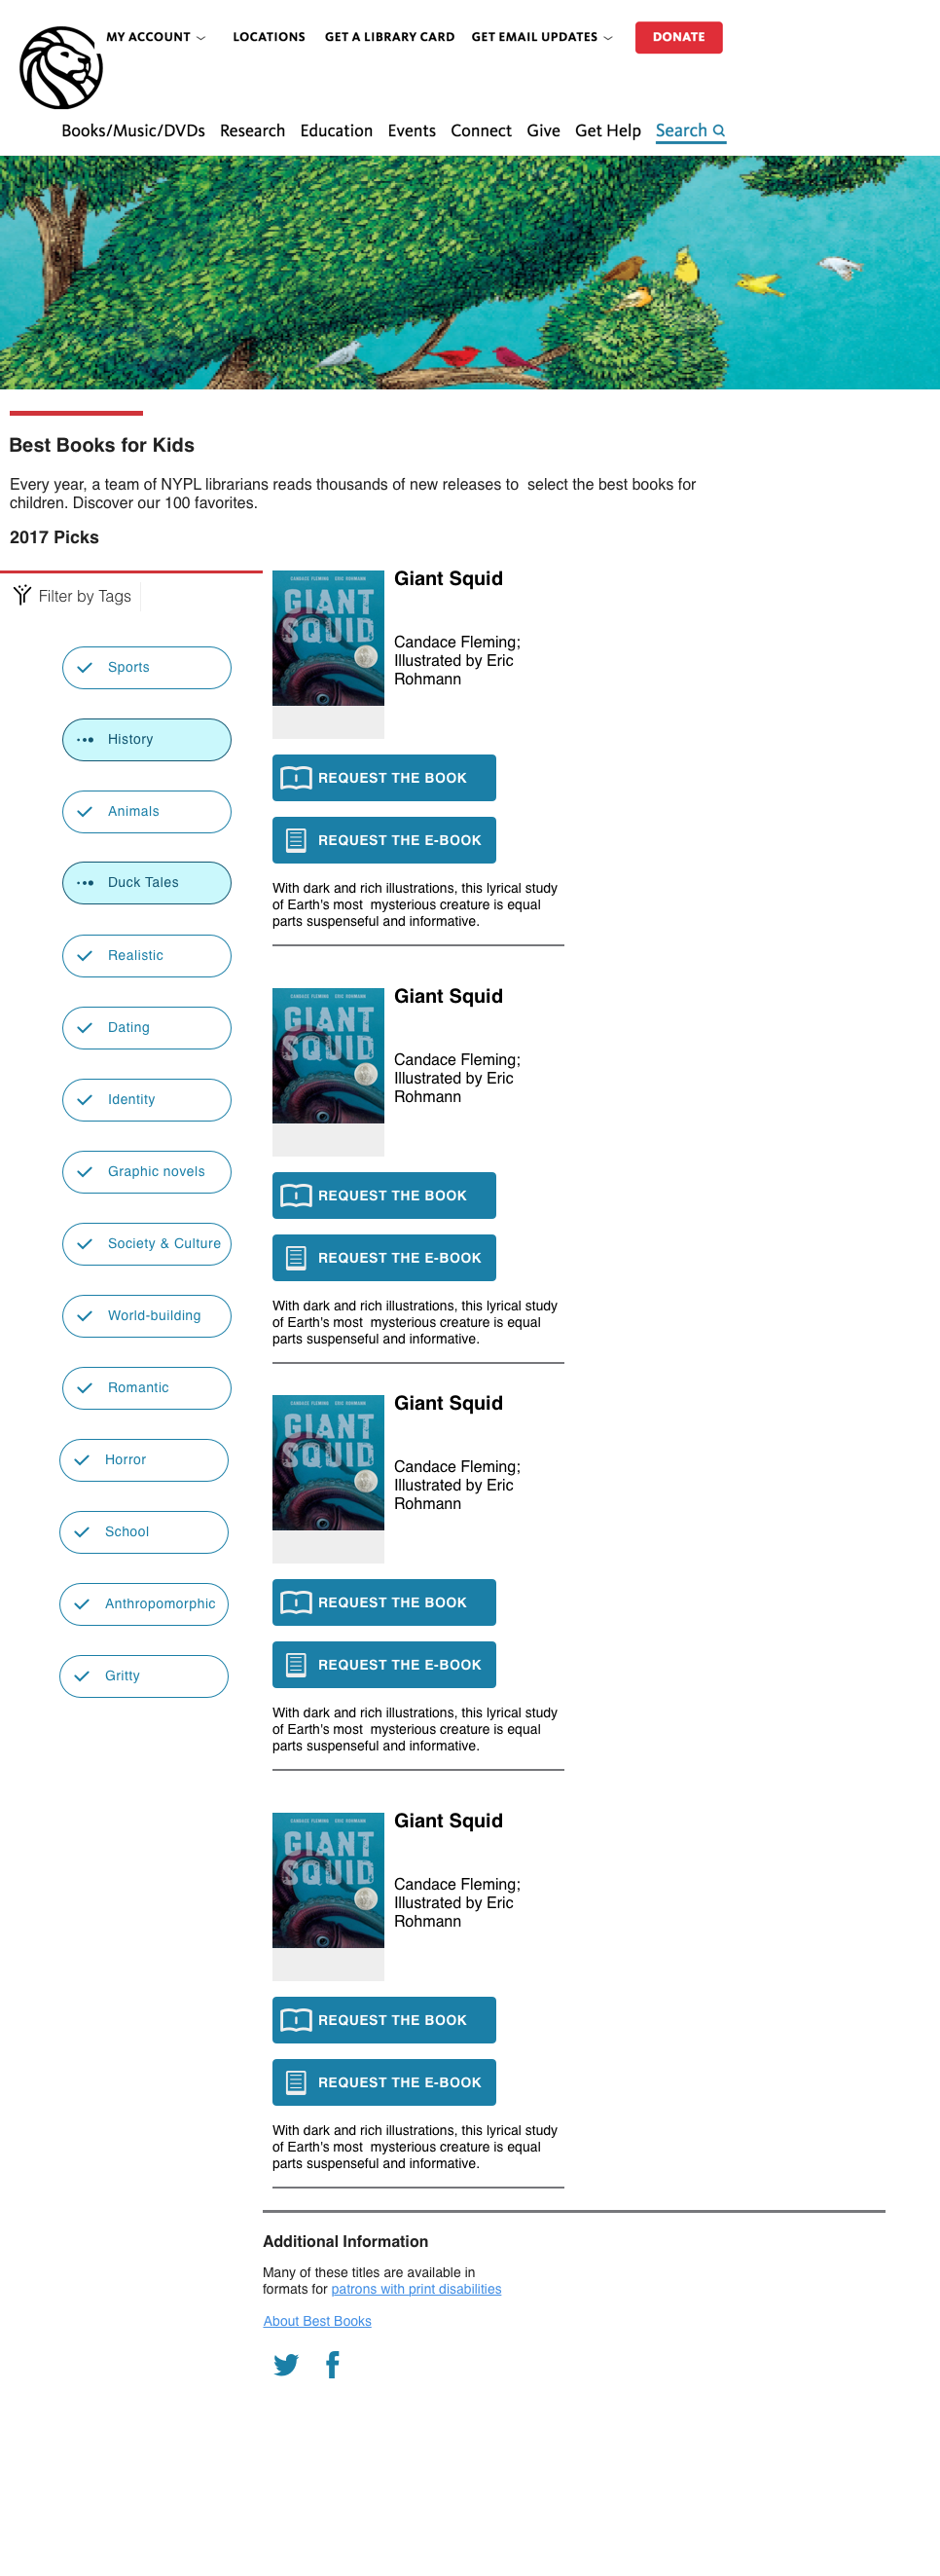 MY ACCOUNT LOCATIONS GET A LIBRARY CARD GET EMAIL UPDATES DONATE
Books/Music/DVDs Research Education Events Connect Give Get Help Search
Best Books for Kids
Every year, a team of NYPL librarians reads thousands of new releases to  select the best books for
children. Discover our 100 favorites.
2017 Picks
Filter by Tags
Sports
History
Animals
Duck Tales
Realistic
Dating
Identity
Graphic novels
Society & Culture
World-building
Romantic
Horror
School
Anthropomorphic
Gritty
CANDACE FLEMING ERIC ROHMANN
GIANT
SQUID
Giant Squid
Candace Fleming;
Illustrated by Eric
Rohmann
REQUEST THE BOOK
REQUEST THE E-BOOK
With dark and rich illustrations, this lyrical study
of Earth's most  mysterious creature is equal
parts suspenseful and informative.
CANDACE FLEMING ERIC ROHMANN
GIANT
SQUID
Giant Squid
Candace Fleming;
Illustrated by Eric
Rohmann
REQUEST THE BOOK
REQUEST THE E-BOOK
With dark and rich illustrations, this lyrical study
of Earth's most  mysterious creature is equal
parts suspenseful and informative.
CANDACE FLEMING ERIC ROHMANN
GIANT
SQUID
Giant Squid
Candace Fleming;
Illustrated by Eric
Rohmann
REQUEST THE BOOK
REQUEST THE E-BOOK
With dark and rich illustrations, this lyrical study
of Earth's most  mysterious creature is equal
parts suspenseful and informative.
CANDACE FLEMING ERIC ROHMANN
GIANT
SQUID
Giant Squid
Candace Fleming;
Illustrated by Eric
Rohmann
REQUEST THE BOOK
REQUEST THE E-BOOK
With dark and rich illustrations, this lyrical study
of Earth's most  mysterious creature is equal
parts suspenseful and informative.
Additional Information
Many of these titles are available in
formats for patrons with print disabilities
About Best Books